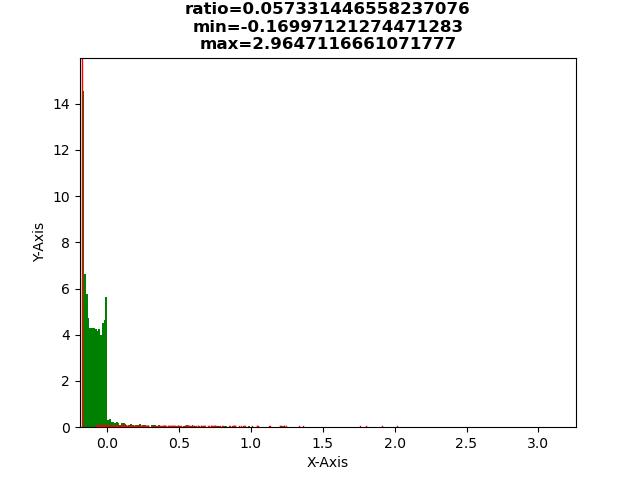 ratio=0.057331446558237076
min=-0.16997121274471283
max=2.9647116661071777
14
12
10
8
6
4
2
0
Y-Axis
0.0 0.5 1.0 1.5 2.0 2.5 3.0
X-Axis